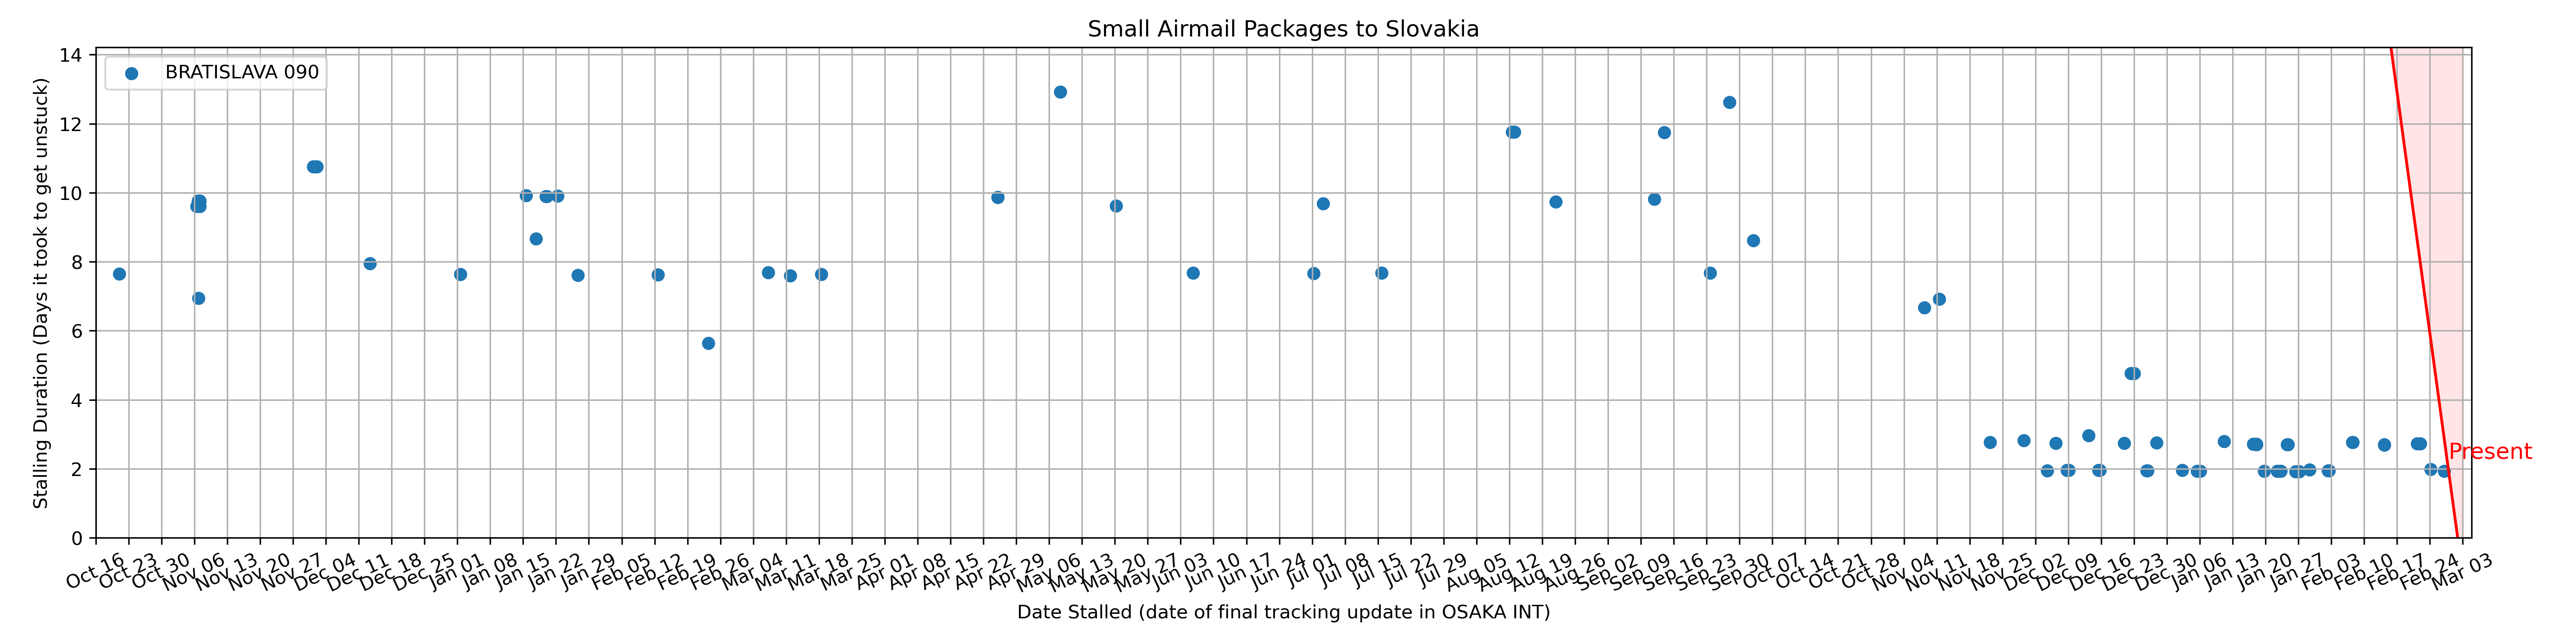 Small Airmail Packages to Slovakia
BRATISLAVA 090
Stalling Duration (Days it took to get unstuck)
14
12
10
8
6
4
2
0
Present
Oct 16 Oct 23 Oct 30 Nov 06 Nov 13 Nov 20 Nov 27 Dec 04 Dec 11 Dec 18 Dec 25 Jan 01 Jan 08 Jan 15 Jan 22 Jan 29 Feb 05 Feb 12 Feb 19 Feb 26 Mar 04 Mar 11 Mar 18 Mar 25 Apr 01 Apr 08 Apr 15 Apr 22 Apr 29 May 06 May 13 May 20 May 27 Jun 03 Jun 10 Jun 17 Jun 24 Jul 01 Jul 08 Jul 15 Jul 22 Jul 29 Aug 05 Aug 12 Aug 19 Aug 26 Sep 02 Sep 09 Sep 16 Sep 23 Sep 30 Oct 07 Oct 14 Oct 21 Oct 28 Nov 04 Nov 11 Nov 18 Nov 25 Dec 02 Dec 09 Dec 16 Dec 23 Dec 30 Jan 06 Jan 13 Jan 20 Jan 27 Feb 03 Feb 10 Feb 17 Feb 24 Mar 03
Date Stalled (date of final tracking update in OSAKA INT)